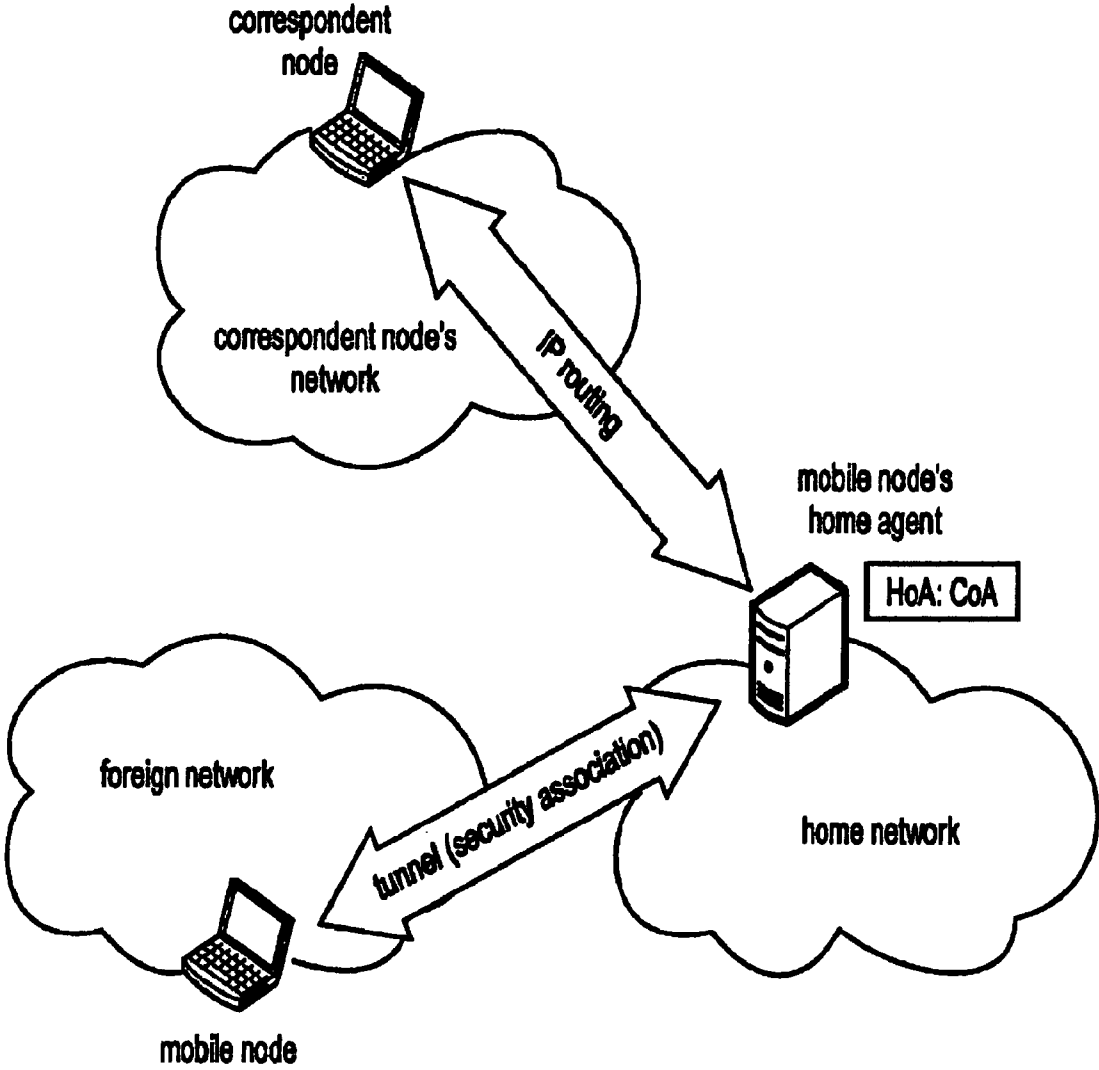 correspondent
node
correspondent node's
network
IP routing
mobile node's
home agent
HoA: CoA
foreign network
tunnel (security association)
home network
mobile node